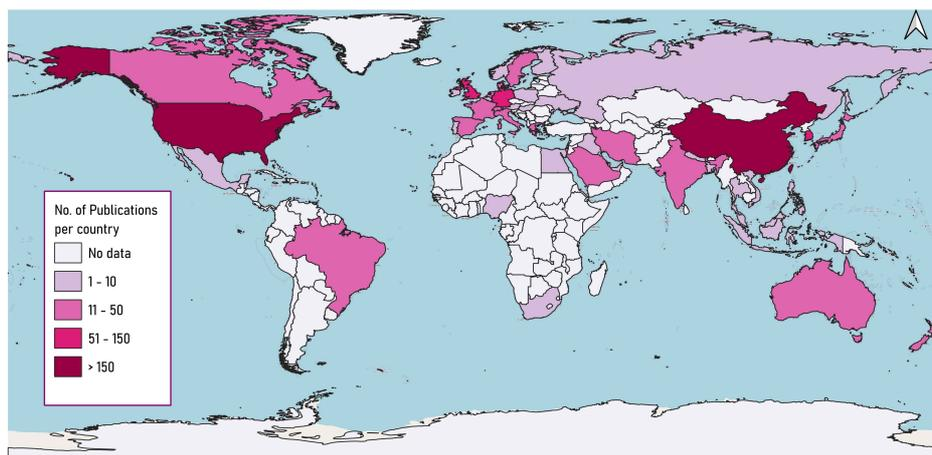 No. of Publications
per country
No data
1 - 10
11 - 50
51 - 150
> 150